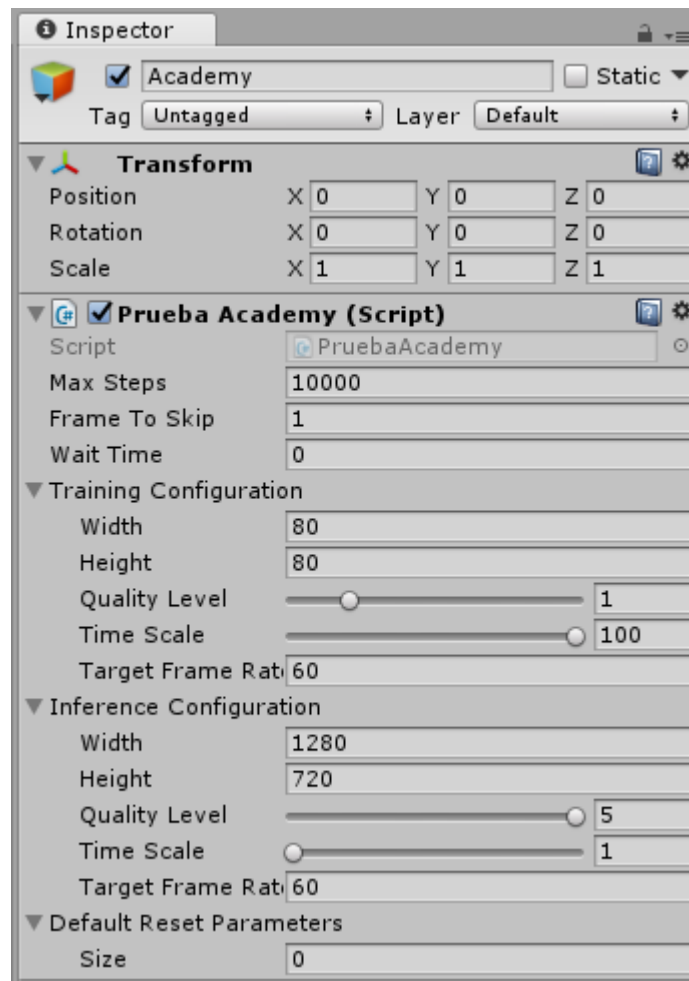 Inspector
Academy Static
Tag Untagged Layer Default
Transform
Position X 0 Y 0 Z 0
Rotation X 0 Y 0 Z 0
Scale X 1 Y 1 Z 1
Prueba Academy (Script)
Script PruebaAcademy
Max Steps 10000
Frame To Skip 1
Wait Time 0
Training Configuration
Width 80
Height 80
Quality Level 1
Time Scale 100
Target Frame Rat 60
Inference Configuration
Width 1280
Height 720
Quality Level 5
Time Scale 1
Target Frame Rat 60
Default Reset Parameters
Size 0